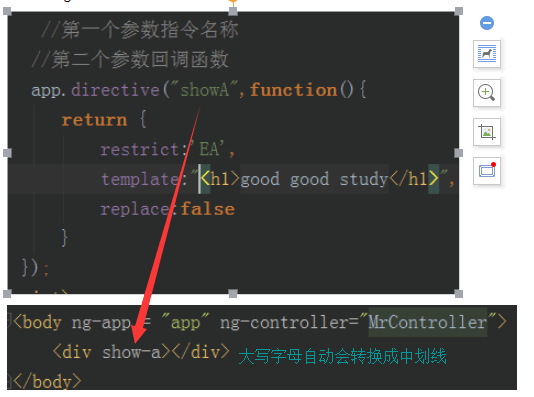 //第一个参数指令名称
//第二个参数回调函数
app.directive("showA",function(){
return {
restrict:'EA',
template:"<h1>good good study</h1>",
replace:false
}
});
<body ng-app = "app" ng-controller="MrController">
<div show-a></div> 大写字母自动会转换成中划线
</body>